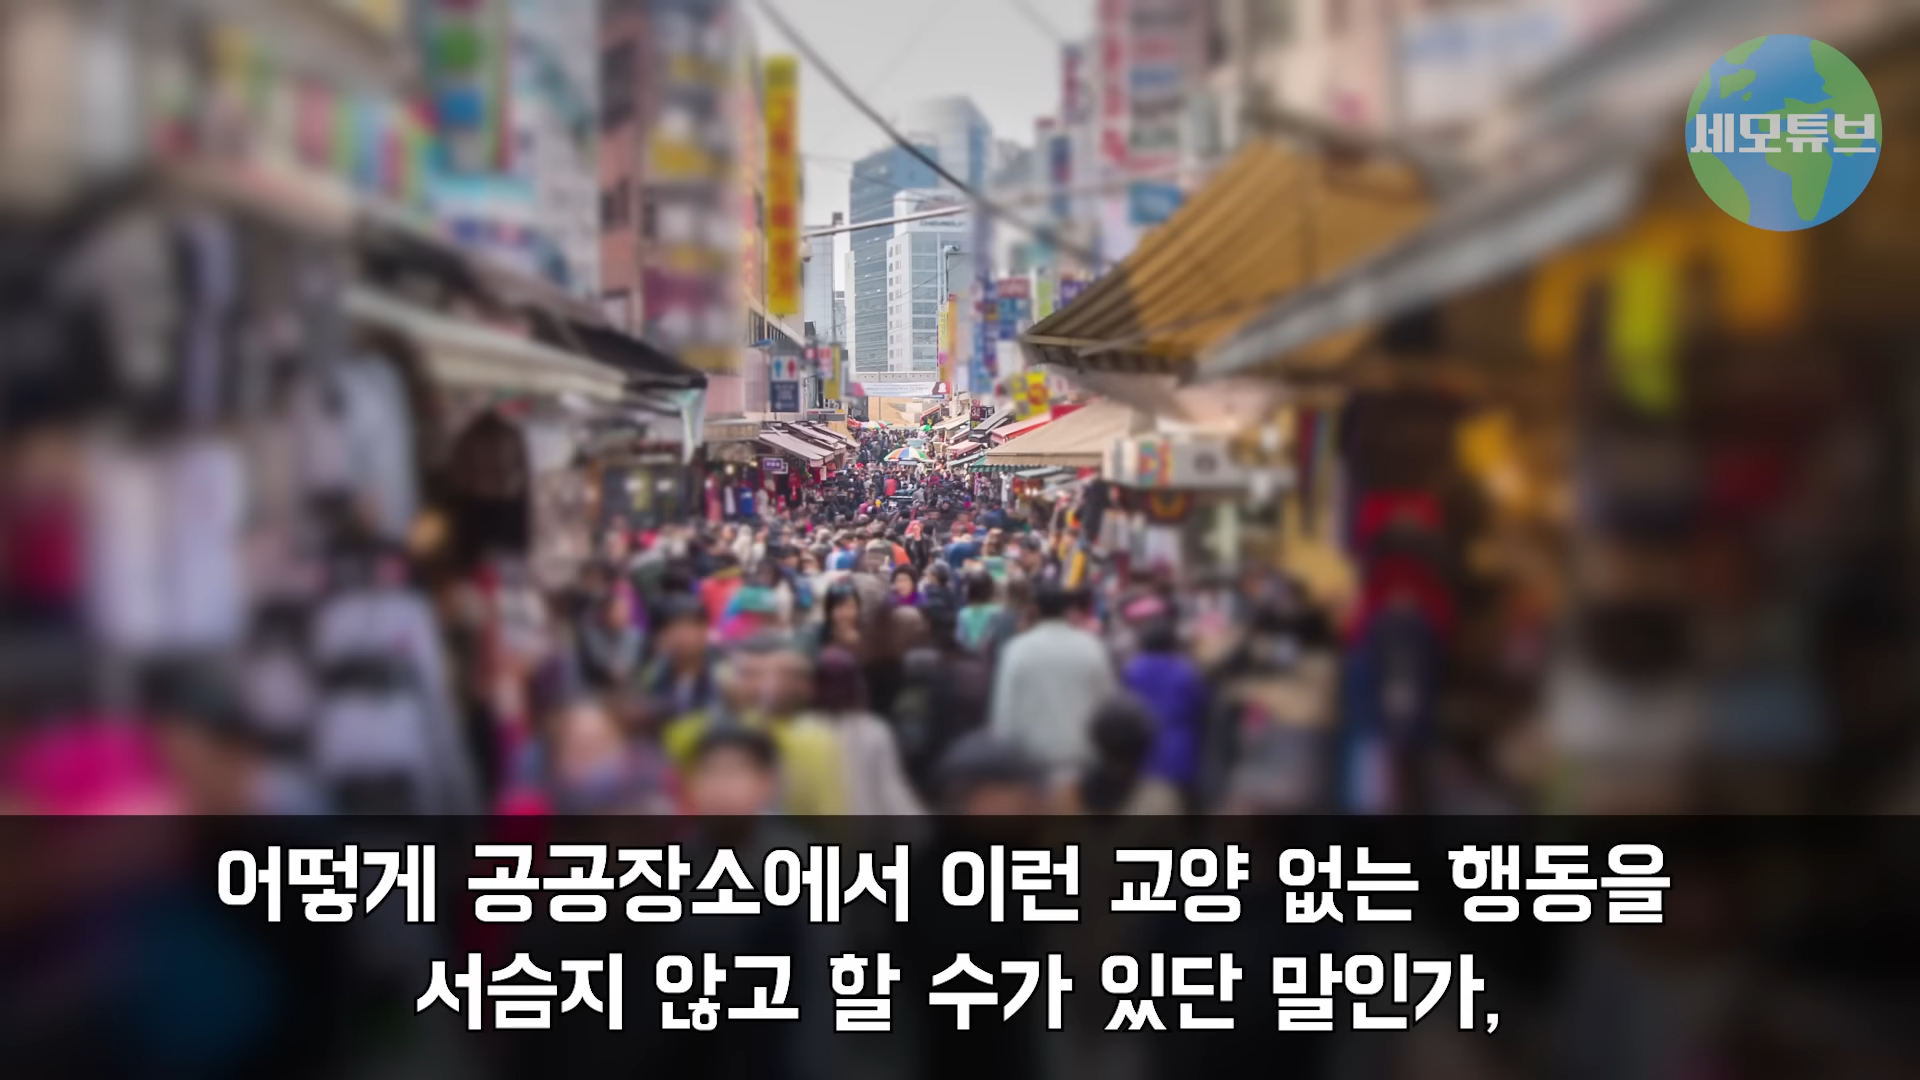 세모튜브
어떻게 공공장소에서 이런 교양 없는 행동을
서슴지 않고 할 수가 있단 말인가,